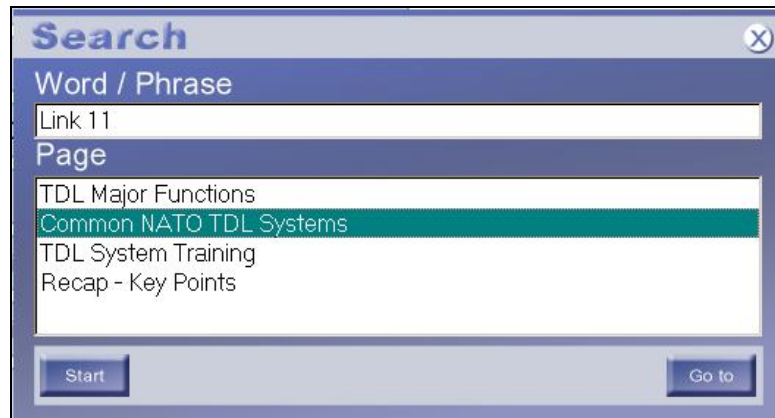 Search
X
Word / Phrase
Link 11
Page
TDL Major Functions
Common NATO TDL Systems
TDL System Training
Recap - Key Points
Start
Go to